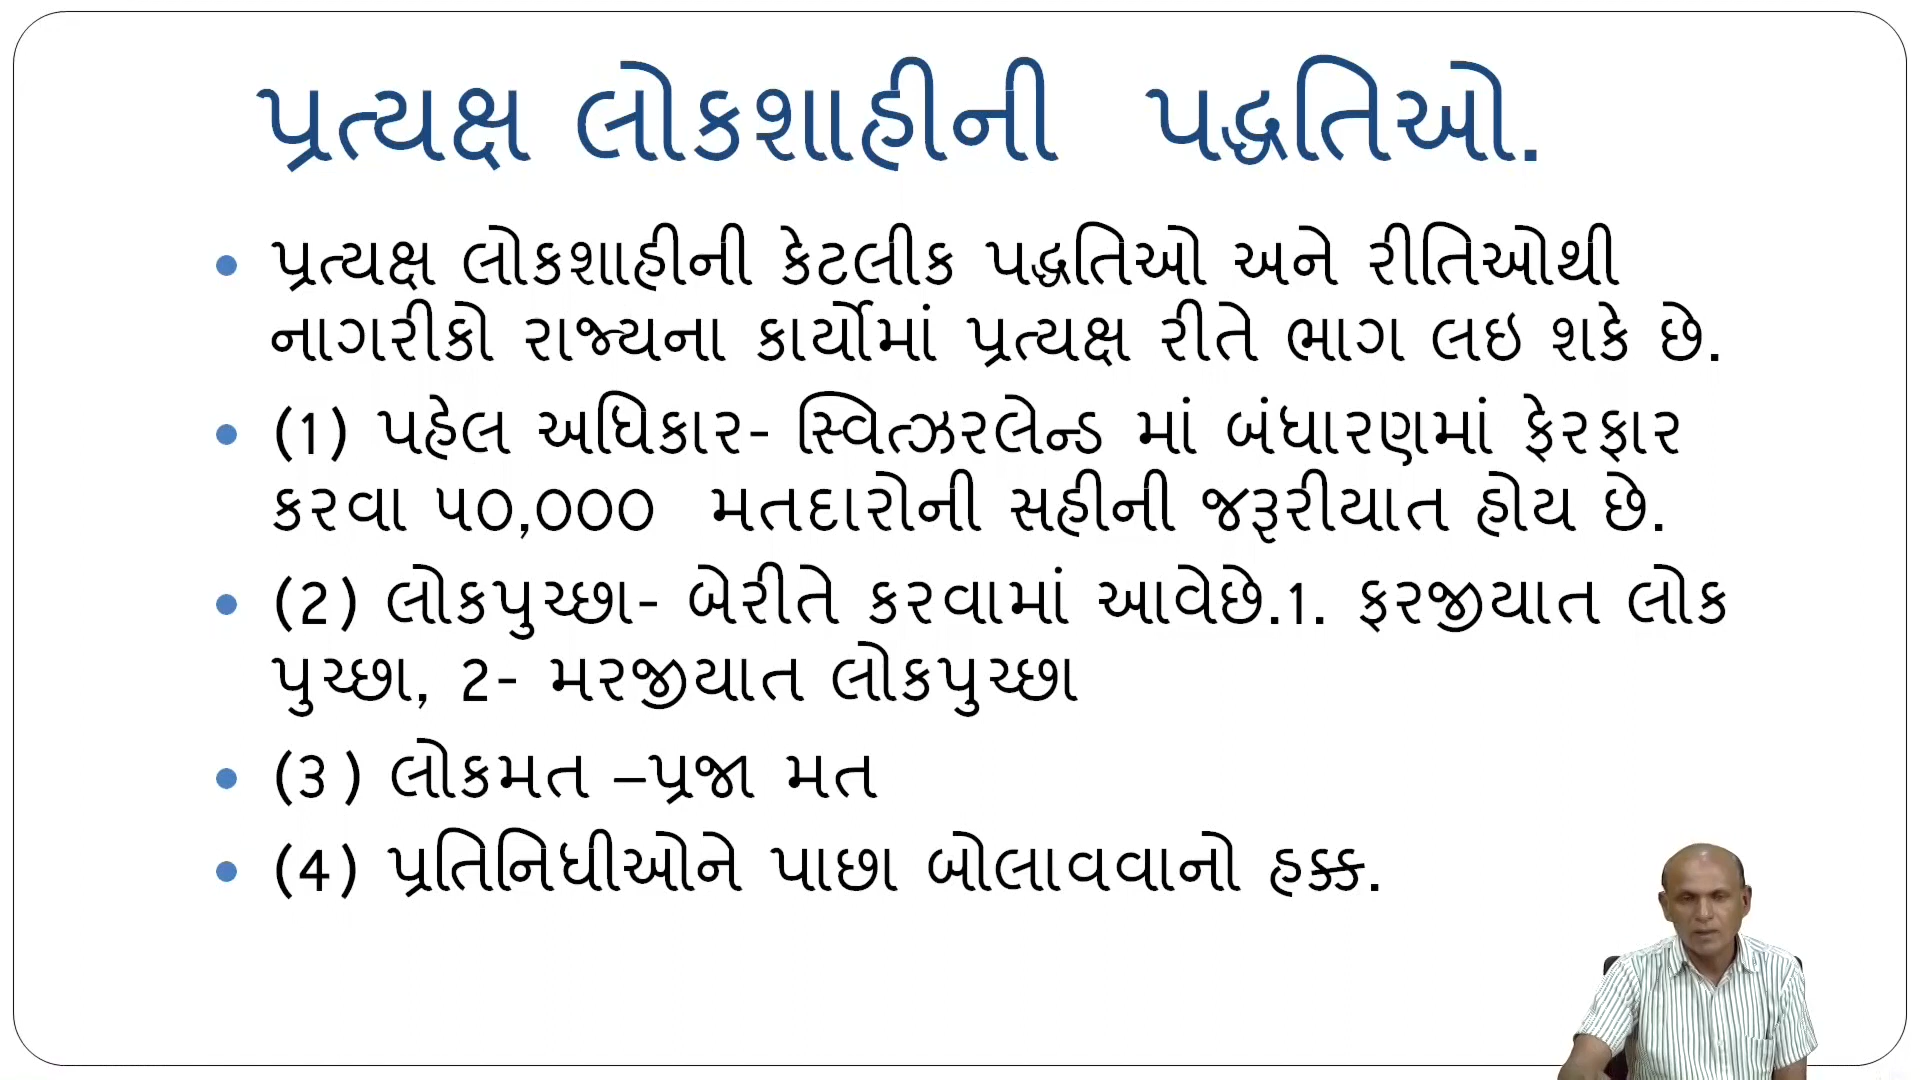 પ્રત્યક્ષ લોકશાહીની પદ્ધતિઓ.
• પ્રત્યક્ષ લોકશાહીની કેટલીક પદ્ધતિઓ અને રીતિઓથી
નાગરીકો રાજ્યના કાર્યોમાં પ્રત્યક્ષ રીતે ભાગ લઇ શકે છે.
• (1) પહેલ અધિકાર- સ્વિત્ઝરલેન્ડ માં બંધારણમાં ફેરફાર
કરવા ૫૦,૦૦૦ મતદારોની સહીની જરૂરીયાત હોય છે.
• (2) લોકપુચ્છા- બેરીતે કરવામાં આવેછે.1. ફરજીયાત લોક
પુચ્છા, 2- મરજીયાત લોકપુચ્છા
• (૩) લોકમત –પ્રજા મત
• (4) પ્રતિનિધીઓને પાછા બોલાવવાનો હક્ક.